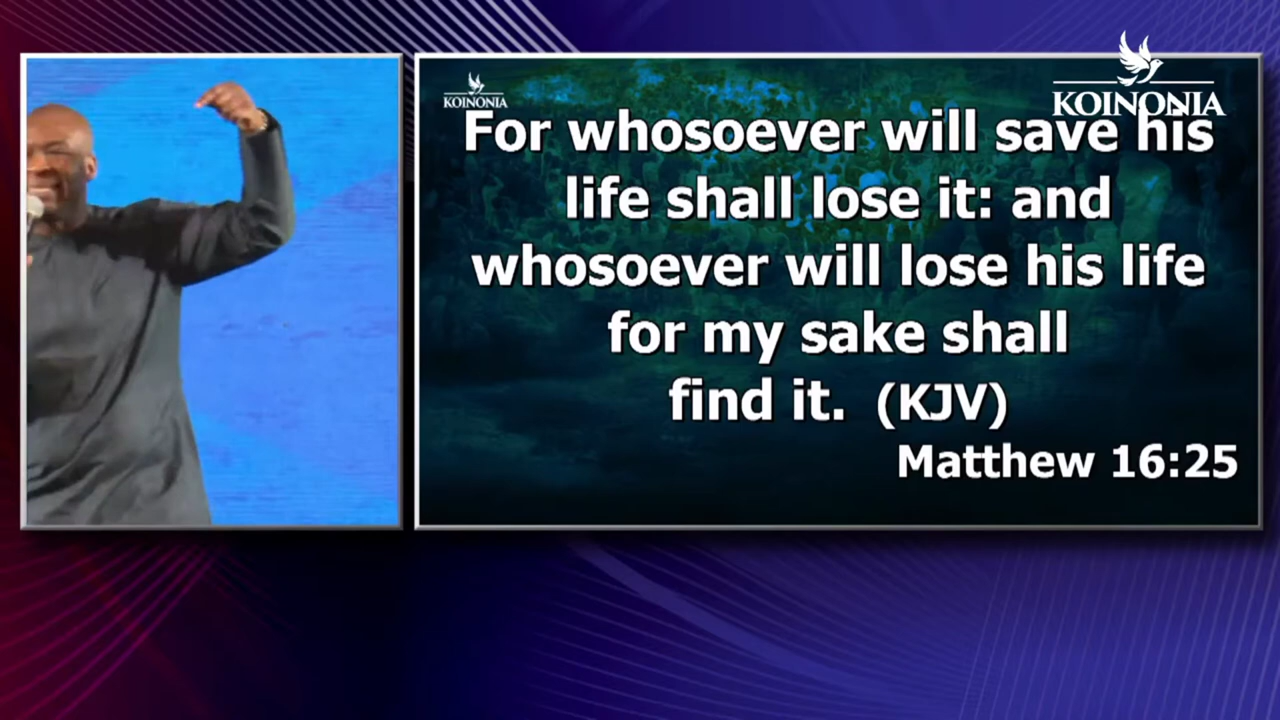 KOINONIA
KOINONIA
For whosoever will save his
life shall lose it: and
whosoever will lose his life
for my sake shall
find it. (KJV)
Matthew 16:25